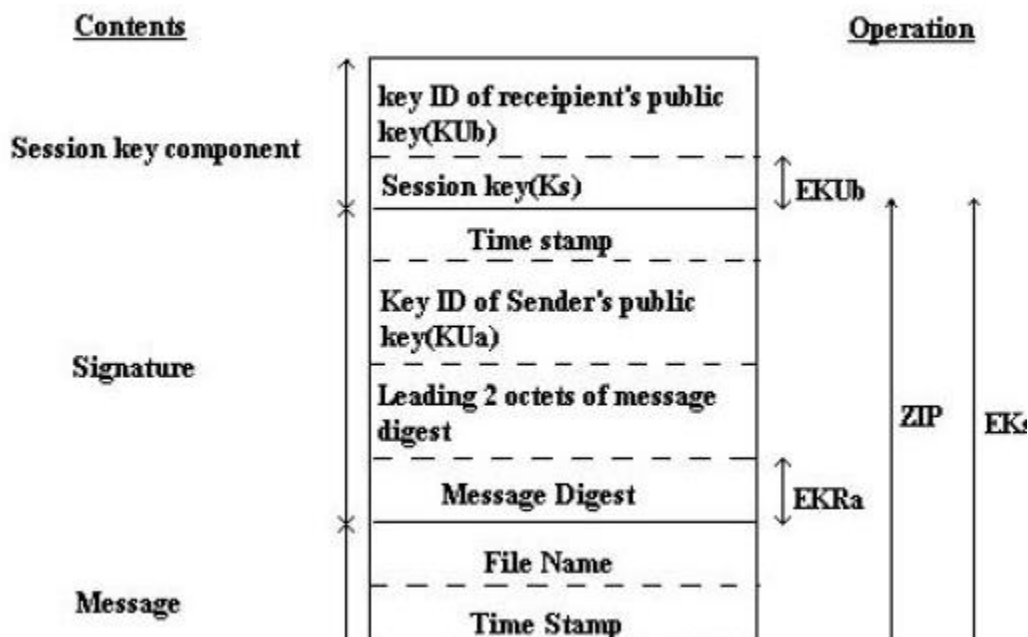 Contents
Operation
key ID of receipient's public
key(KUb)
Session key component
Session key(Ks)
EKUb
Time stamp
Key ID of Sender's public
key(KUa)
Signature
Leading 2 octets of message
digest
ZIP
EKs
Message Digest
EKRa
File Name
Message
Time Stamp